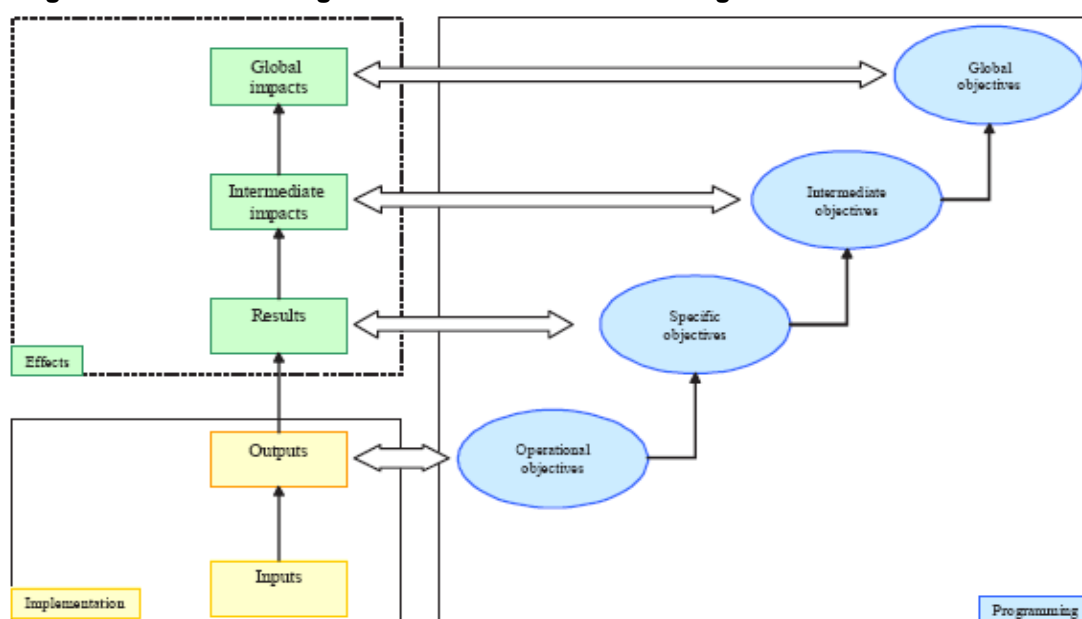 Global
impacts
Global
objectives
Intermediate
impacts
Intermediate
objectives
Results
Specific
objectives
Effects
Outputs
Operational
objectives
Inputs
Implementation
Programming